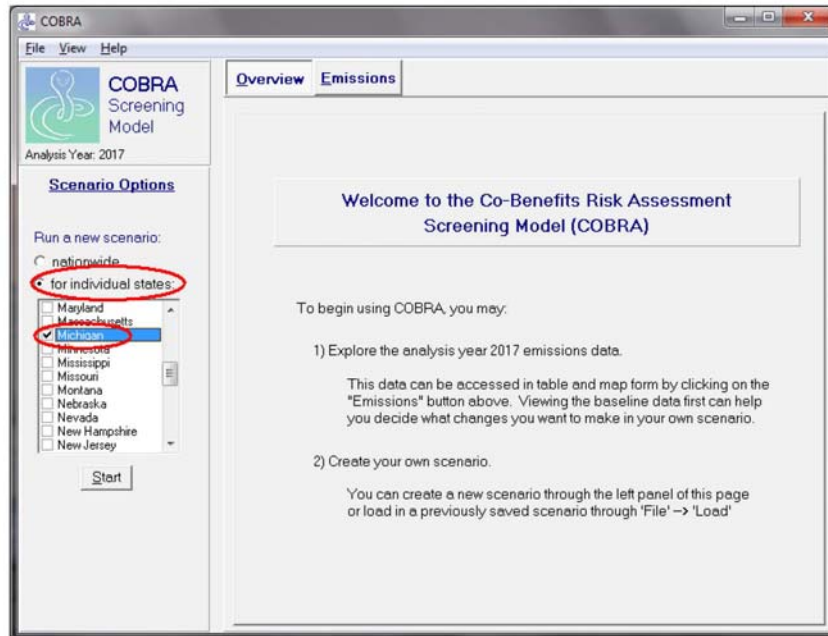 COBRA
File View Help
COBRA
Screening
Model
Analysis Year: 2017
Scenario Options
Run a new scenario:
nationwide
for individual states:
Maryland
Massachusetts
Michigan
Minnesota
Mississippi
Missouri
Montana
Nebraska
Nevada
New Hampshire
New Jersey
Start
Overview Emissions
Welcome to the Co-Benefits Risk Assessment
Screening Model (COBRA)
To begin using COBRA, you may:
1) Explore the analysis year 2017 emissions data.
This data can be accessed in table and map form by clicking on the
"Emissions" button above. Viewing the baseline data first can help
you decide what changes you want to make in your own scenario.
2) Create your own scenario.
You can create a new scenario through the left panel of this page
or load in a previously saved scenario through 'File' --> 'Load'